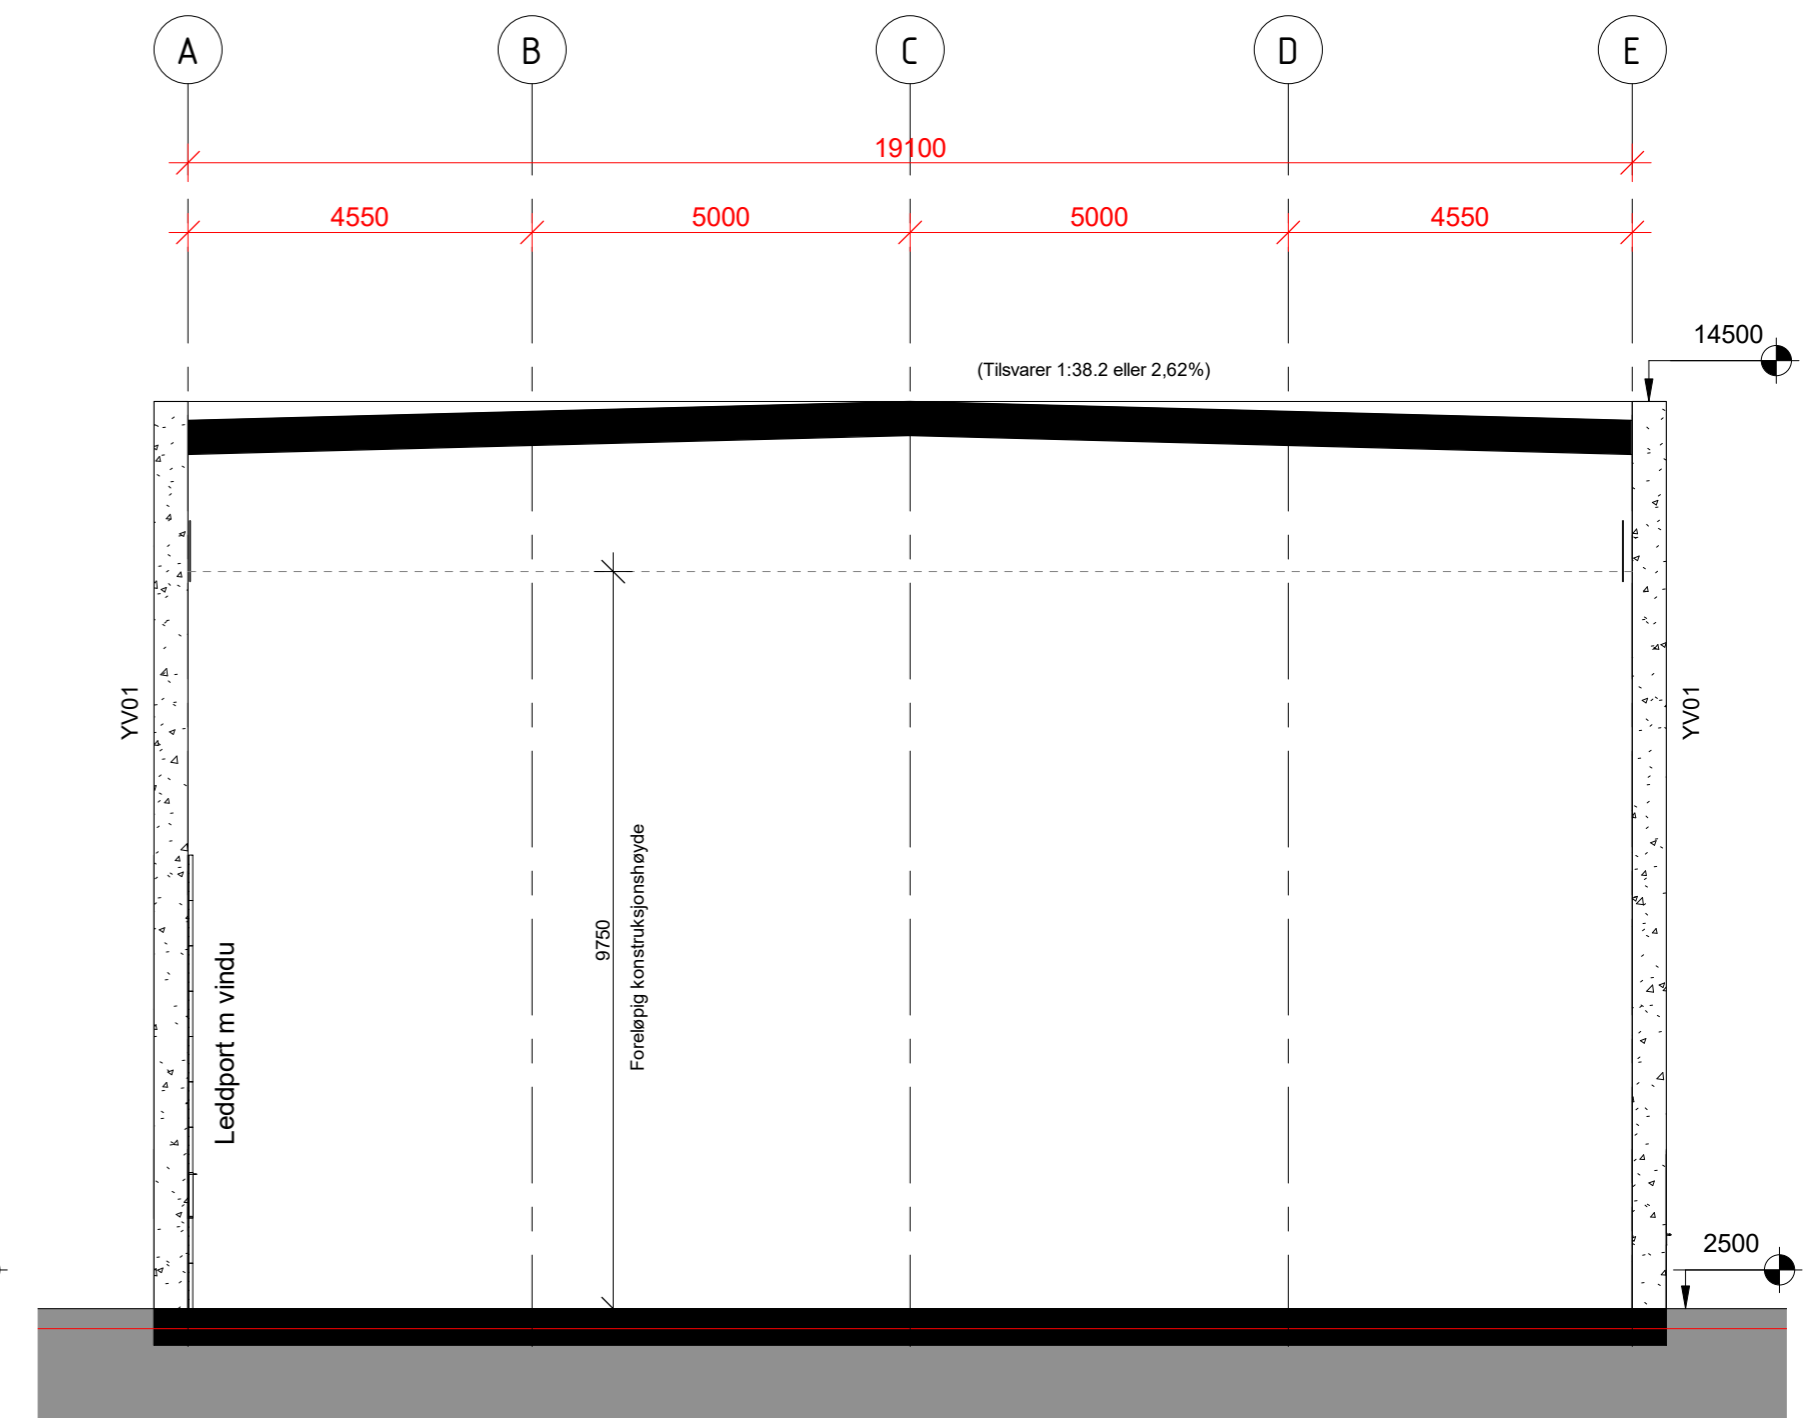 A
B
C
D
E
19100
4550
5000
5000
4550
14500
(Tilsvarer 1:38.2 eller 2,62%)
YV01
YV01
9750
Foreløpig konstruksjonshøyde
Leddport m vindu
2500